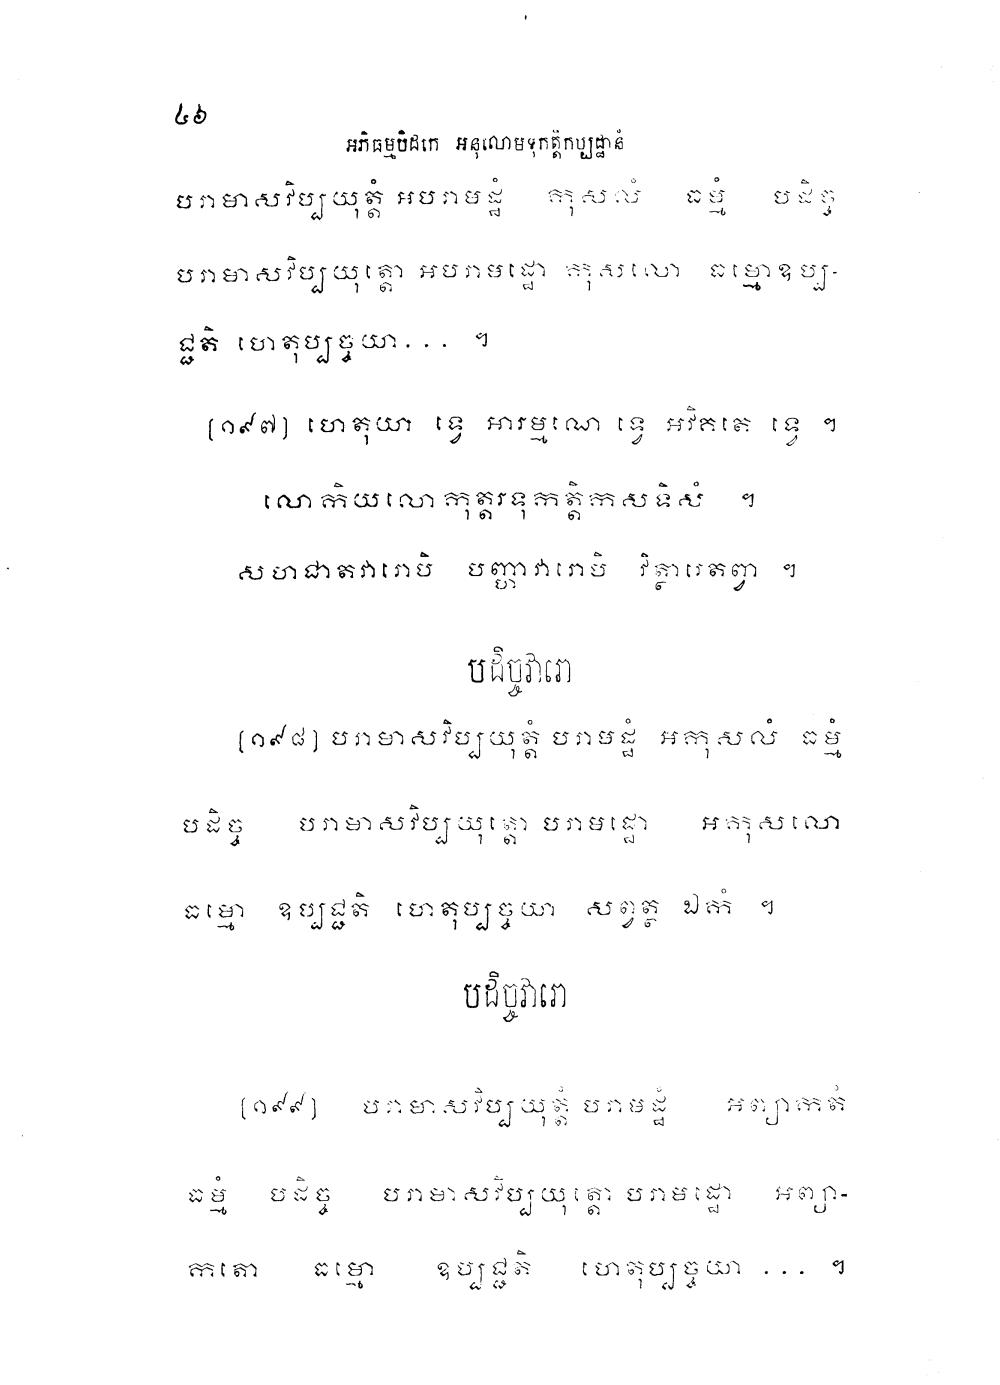 ៤៦
អភិធម្មបិដកេ អនុលោមទុកត្តិកប្បដ្ឋានំ
បរាមាសវិប្បយុត្តំ អបរាមដ្ឋំ កុសលំ ធម្មំ បដិច្ច
បរាមាសវិប្បយុត្តោ អបរាមដ្ឋោ កុសលោ ធម្មោ ឧប្ប-
ជ្ជតិ ហេតុប្បច្ចយា... ។
[១៩៧] ហេតុយា ទ្វេ អារម្មណេ ទ្វេ អវិគតេ ទ្វេ ។
លោកិយលោកុត្តរទុកត្តិកសទិសំ ។
សហជាតវារោបិ បញ្ហាវារោបិ វិត្ថារេតព្វា ។
បដិច្ចវារោ
[១៩៨] បរាមាសវិប្បយុត្តំ បរាមដ្ឋំ អកុសលំ ធម្មំ
បដិច្ច បរាមាសវិប្បយុត្តោ បរាមដ្ឋោ អកុសលោ
ធម្មោ ឧប្បជ្ជតិ ហេតុប្បច្ចយា សព្វត្ថ ឯកំ ។
បដិច្ចវារោ
[១៩៩] បរាមាសវិប្បយុត្តំ បរាមដ្ឋំ អព្យាកតំ
ធម្មំ បដិច្ច បរាមាសវិប្បយុត្តោ បរាមដ្ឋោ អព្យា-
កតោ ធម្មោ ឧប្បជ្ជតិ ហេតុប្បច្ចយា ... ។